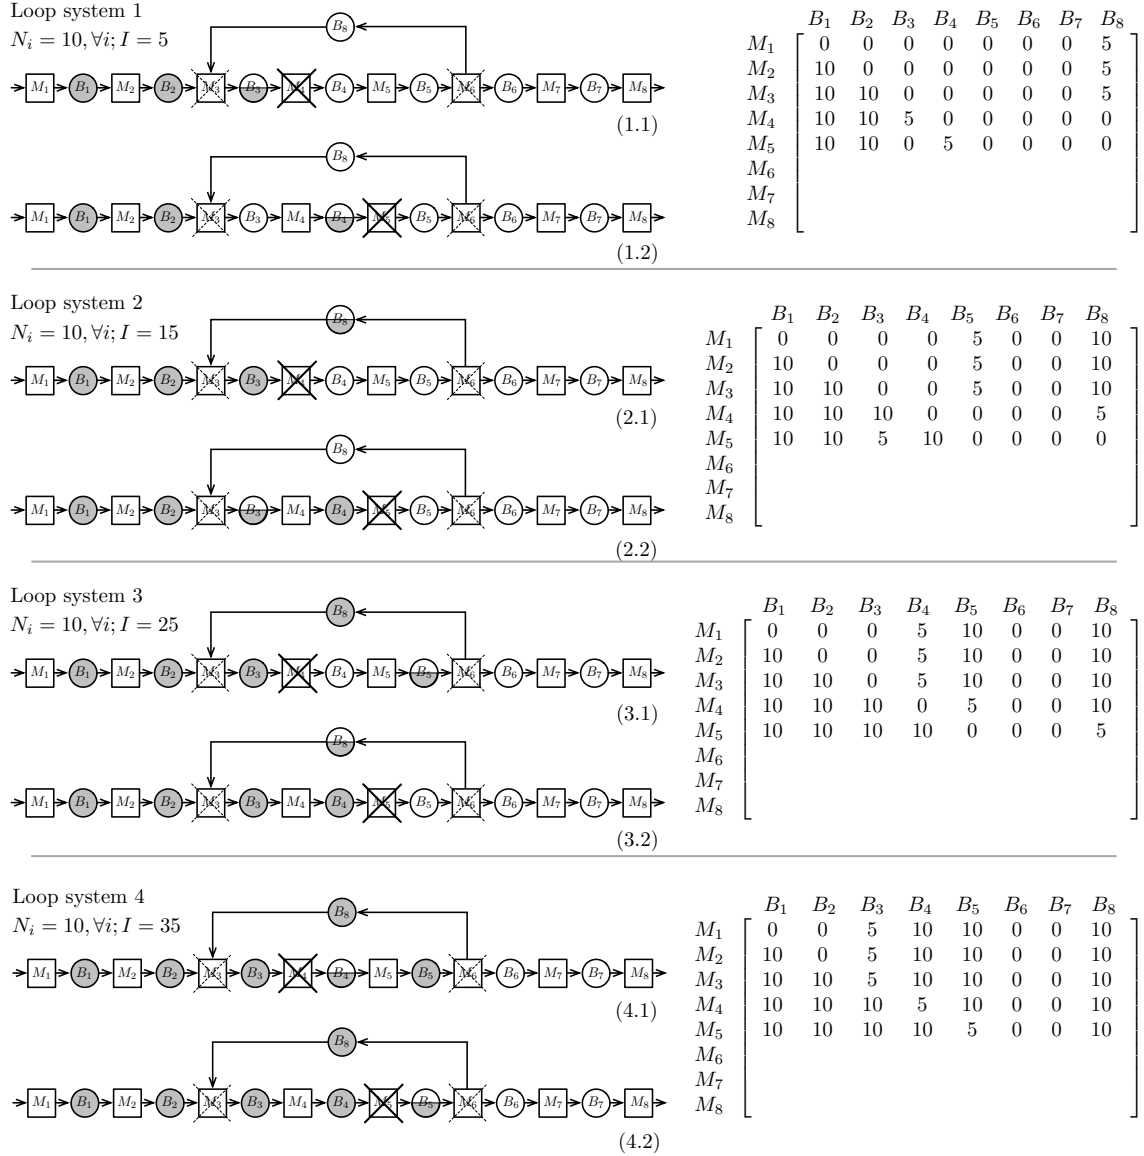 Loop system 1
N_i = 10, ∀i; I = 5
B_8
M_1 B_1 M_2 B_2 M_3 B_3 M_4 B_4 M_5 B_5 M_6 B_6 M_7 B_7 M_8
(1.1)
B_8
M_1 B_1 M_2 B_2 M_3 B_3 M_4 B_4 M_5 B_5 M_6 B_6 M_7 B_7 M_8
(1.2)
B_1 B_2 B_3 B_4 B_5 B_6 B_7 B_8
M_1 0 0 0 0 0 0 0 5
M_2 10 0 0 0 0 0 0 5
M_3 10 10 0 0 0 0 0 5
M_4 10 10 5 0 0 0 0 0
M_5 10 10 0 5 0 0 0 0
M_6
M_7
M_8
Loop system 2
N_i = 10, ∀i; I = 15
B_8
M_1 B_1 M_2 B_2 M_3 B_3 M_4 B_4 M_5 B_5 M_6 B_6 M_7 B_7 M_8
(2.1)
B_8
M_1 B_1 M_2 B_2 M_3 B_3 M_4 B_4 M_5 B_5 M_6 B_6 M_7 B_7 M_8
(2.2)
B_1 B_2 B_3 B_4 B_5 B_6 B_7 B_8
M_1 0 0 0 0 5 0 0 10
M_2 10 0 0 0 5 0 0 10
M_3 10 10 0 0 5 0 0 10
M_4 10 10 10 0 0 0 0 5
M_5 10 10 5 10 0 0 0 0
M_6
M_7
M_8
Loop system 3
N_i = 10, ∀i; I = 25
B_8
M_1 B_1 M_2 B_2 M_3 B_3 M_4 B_4 M_5 B_5 M_6 B_6 M_7 B_7 M_8
(3.1)
B_8
M_1 B_1 M_2 B_2 M_3 B_3 M_4 B_4 M_5 B_5 M_6 B_6 M_7 B_7 M_8
(3.2)
B_1 B_2 B_3 B_4 B_5 B_6 B_7 B_8
M_1 0 0 0 5 10 0 0 10
M_2 10 0 0 5 10 0 0 10
M_3 10 10 0 5 10 0 0 10
M_4 10 10 10 0 5 0 0 10
M_5 10 10 10 10 0 0 0 5
M_6
M_7
M_8
Loop system 4
N_i = 10, ∀i; I = 35
B_8
M_1 B_1 M_2 B_2 M_3 B_3 M_4 B_4 M_5 B_5 M_6 B_6 M_7 B_7 M_8
(4.1)
B_8
M_1 B_1 M_2 B_2 M_3 B_3 M_4 B_4 M_5 B_5 M_6 B_6 M_7 B_7 M_8
(4.2)
B_1 B_2 B_3 B_4 B_5 B_6 B_7 B_8
M_1 0 0 5 10 10 0 0 10
M_2 10 0 5 10 10 0 0 10
M_3 10 10 5 10 10 0 0 10
M_4 10 10 10 5 10 0 0 10
M_5 10 10 10 10 5 0 0 10
M_6
M_7
M_8